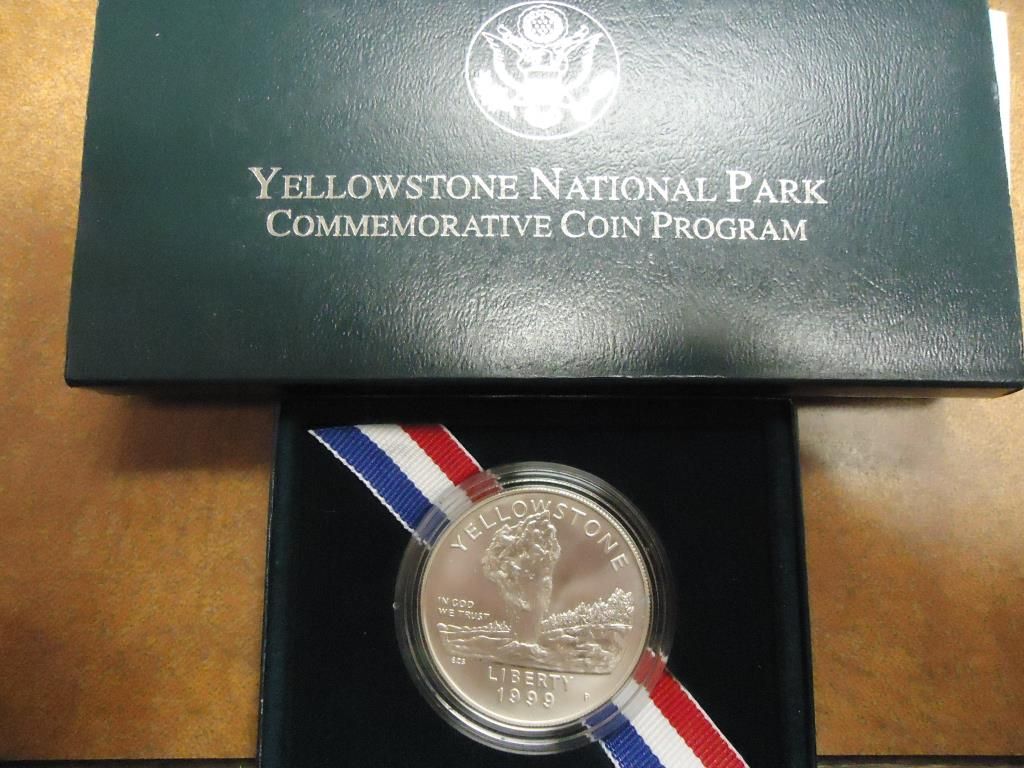 YELLOWSTONE NATIONAL PARK
COMMEMORATIVE COIN PROGRAM
YELLOWSTONE
IN GOD
WE TRUST
LIBERTY
1999
P